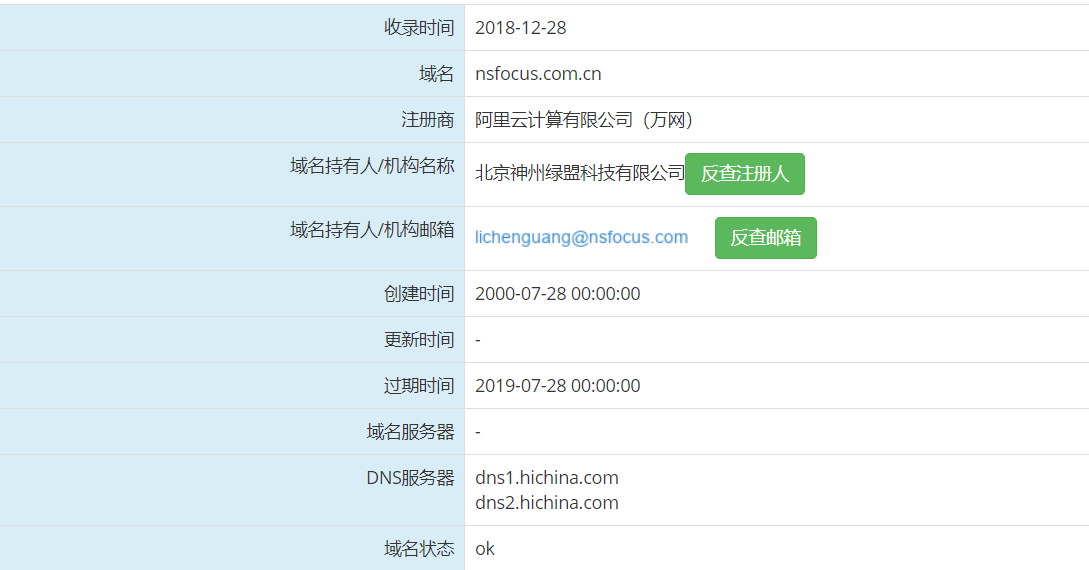 收录时间 2018-12-28
域名 nsfocus.com.cn
注册商 阿里云计算有限公司（万网）
域名持有人/机构名称 北京神州绿盟科技有限公司 反查注册人
域名持有人/机构邮箱 lichenguang@nsfocus.com 反查邮箱
创建时间 2000-07-28 00:00:00
更新时间 -
过期时间 2019-07-28 00:00:00
域名服务器 -
DNS服务器 dns1.hichina.com
dns2.hichina.com
域名状态 ok